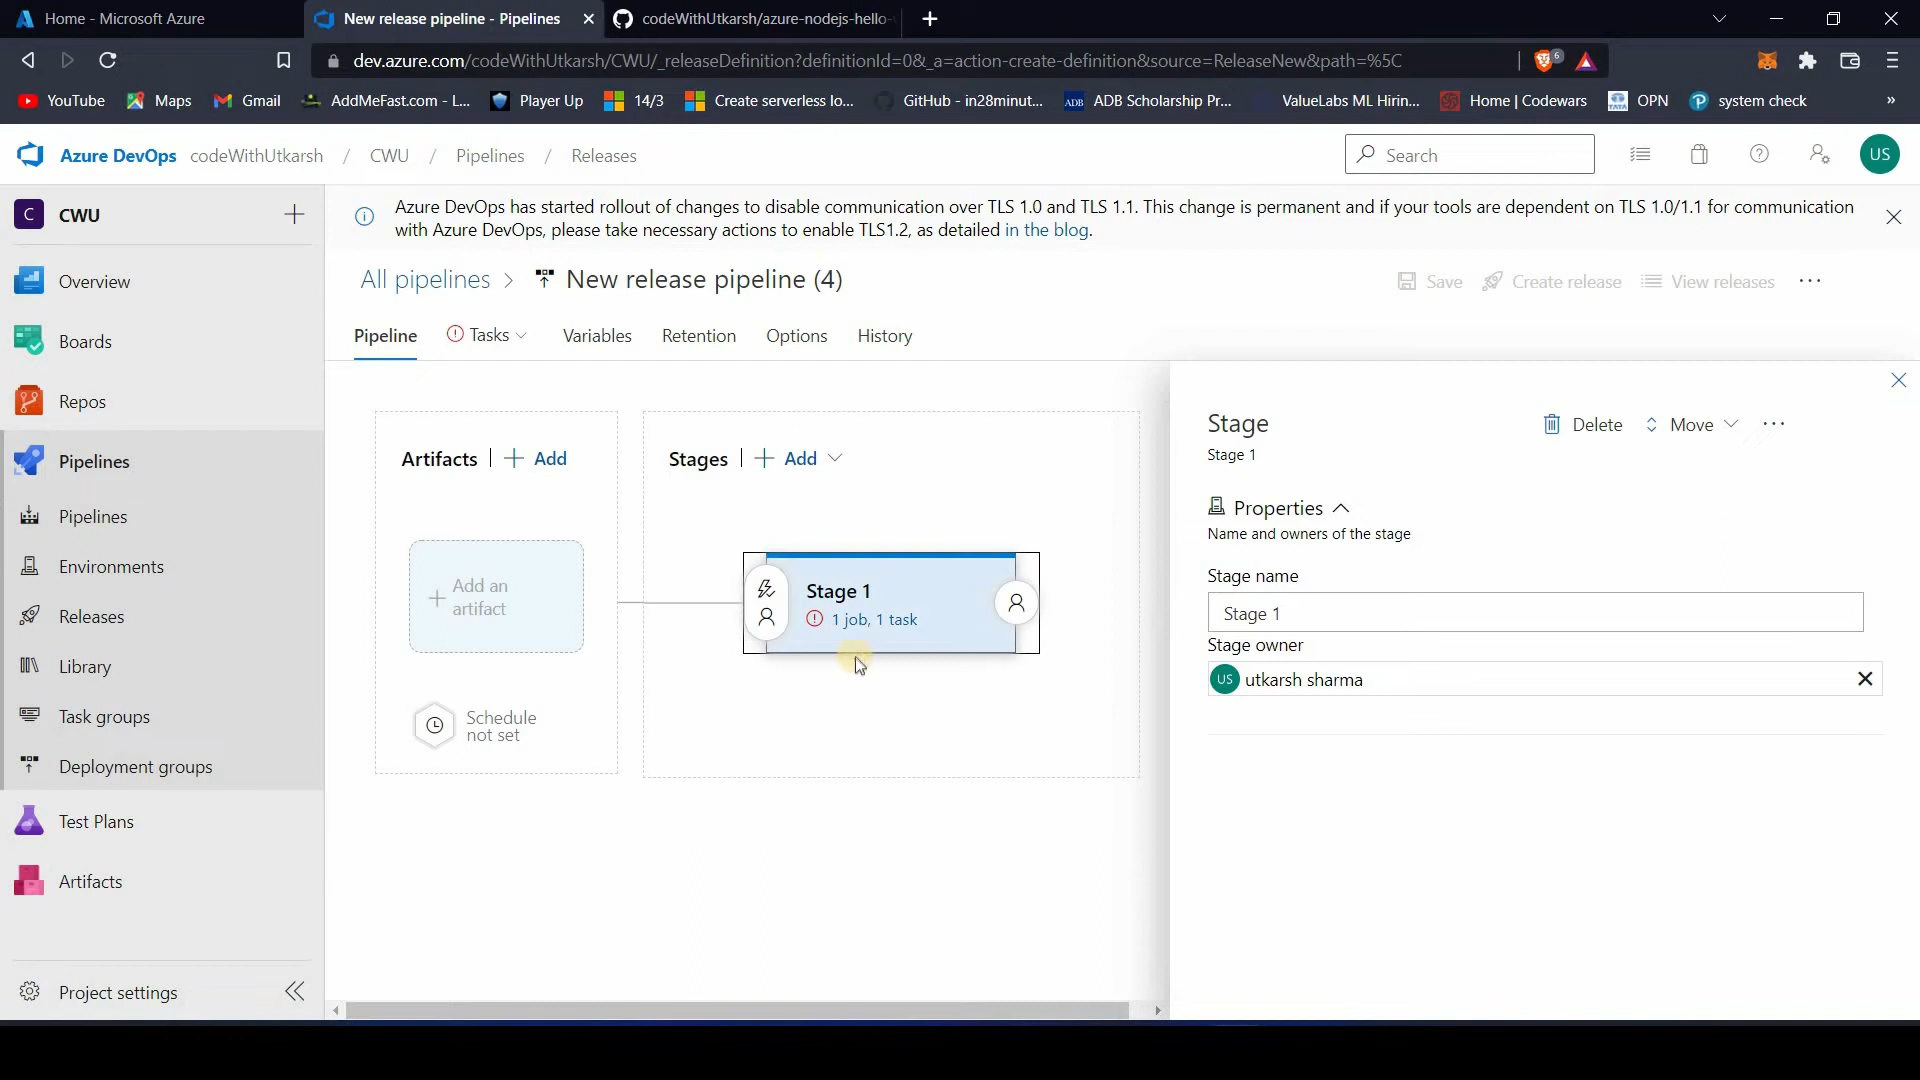 Home - Microsoft Azure
New release pipeline - Pipelines
codeWithUtkarsh/azure-nodejs-hello-
dev.azure.com/codeWithUtkarsh/CWU/_releaseDefinition?definitionId=0&_a=action-create-definition&source=ReleaseNew&path=%5C
6
YouTube
Maps
Gmail
AddMeFast.com - L...
Player Up
14/3
Create serverless lo...
GitHub - in28minut...
ADB
ADB Scholarship Pr...
ValueLabs ML Hirin...
Home | Codewars
TATA
OPN
system check
»
Azure DevOps codeWithUtkarsh / CWU / Pipelines / Releases
Search
US
C CWU
Overview
Boards
Repos
Pipelines
Pipelines
Environments
Releases
Library
Task groups
Deployment groups
Test Plans
Artifacts
Project settings
Azure DevOps has started rollout of changes to disable communication over TLS 1.0 and TLS 1.1. This change is permanent and if your tools are dependent on TLS 1.0/1.1 for communication
with Azure DevOps, please take necessary actions to enable TLS1.2, as detailed in the blog.
All pipelines > New release pipeline (4)
Save
Create release
View releases
Pipeline
Tasks
Variables
Retention
Options
History
Artifacts | + Add
Stages | + Add
+ Add an
artifact
Schedule
not set
Stage 1
1 job, 1 task
Stage
Stage 1
Delete
Move
Properties
Name and owners of the stage
Stage name
Stage 1
Stage owner
US utkarsh sharma